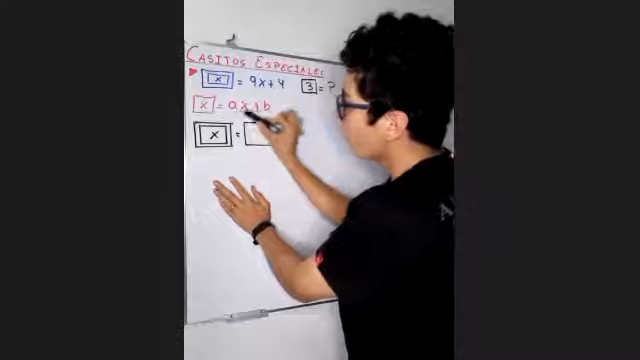 CASITOS ESPECIALES
x = 9x+4 3 = ?
x = ax+b
x =